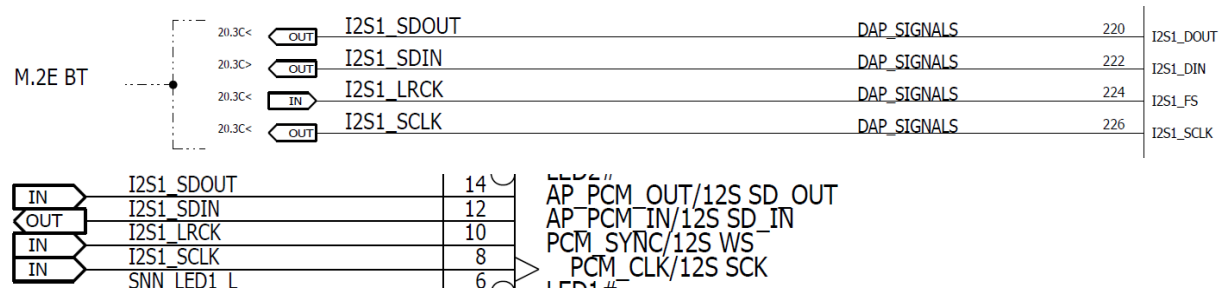 20.3C< OUT I2S1_SDOUT DAP_SIGNALS 220 I2S1_DOUT
20.3C> OUT I2S1_SDIN DAP_SIGNALS 222 I2S1_DIN
M.2E BT
20.3C< IN I2S1_LRCK DAP_SIGNALS 224 I2S1_FS
20.3C< OUT I2S1_SCLK DAP_SIGNALS 226 I2S1_SCLK
LED2#
IN I2S1_SDOUT 14 AP_PCM_OUT/12S SD_OUT
OUT I2S1_SDIN 12 AP_PCM_IN/12S SD_IN
IN I2S1_LRCK 10 PCM_SYNC/12S WS
IN I2S1_SCLK 8 PCM_CLK/12S SCK
SNN_LED1_L 6 LED1#